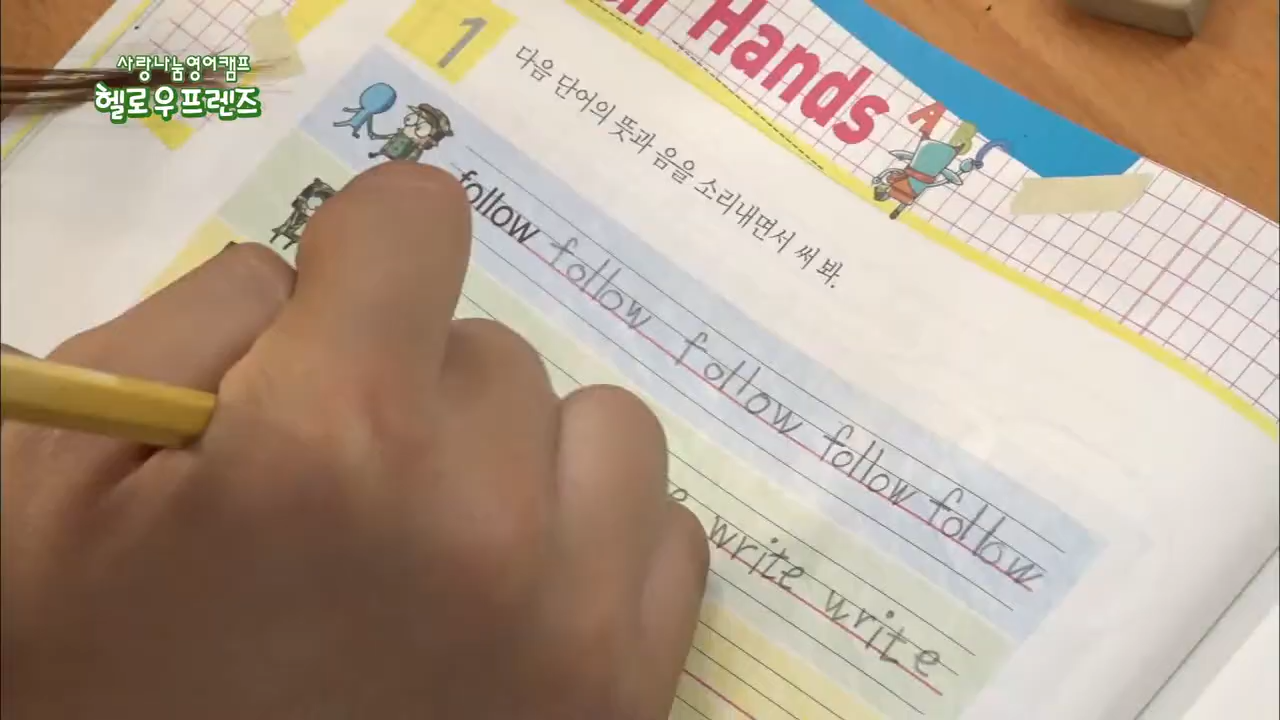 사랑나눔영어캠프
헬로우프렌즈
Hands
1
다음 단어의 뜻과 음을 소리내면서 써 봐.
follow follow follow follow follow
write write